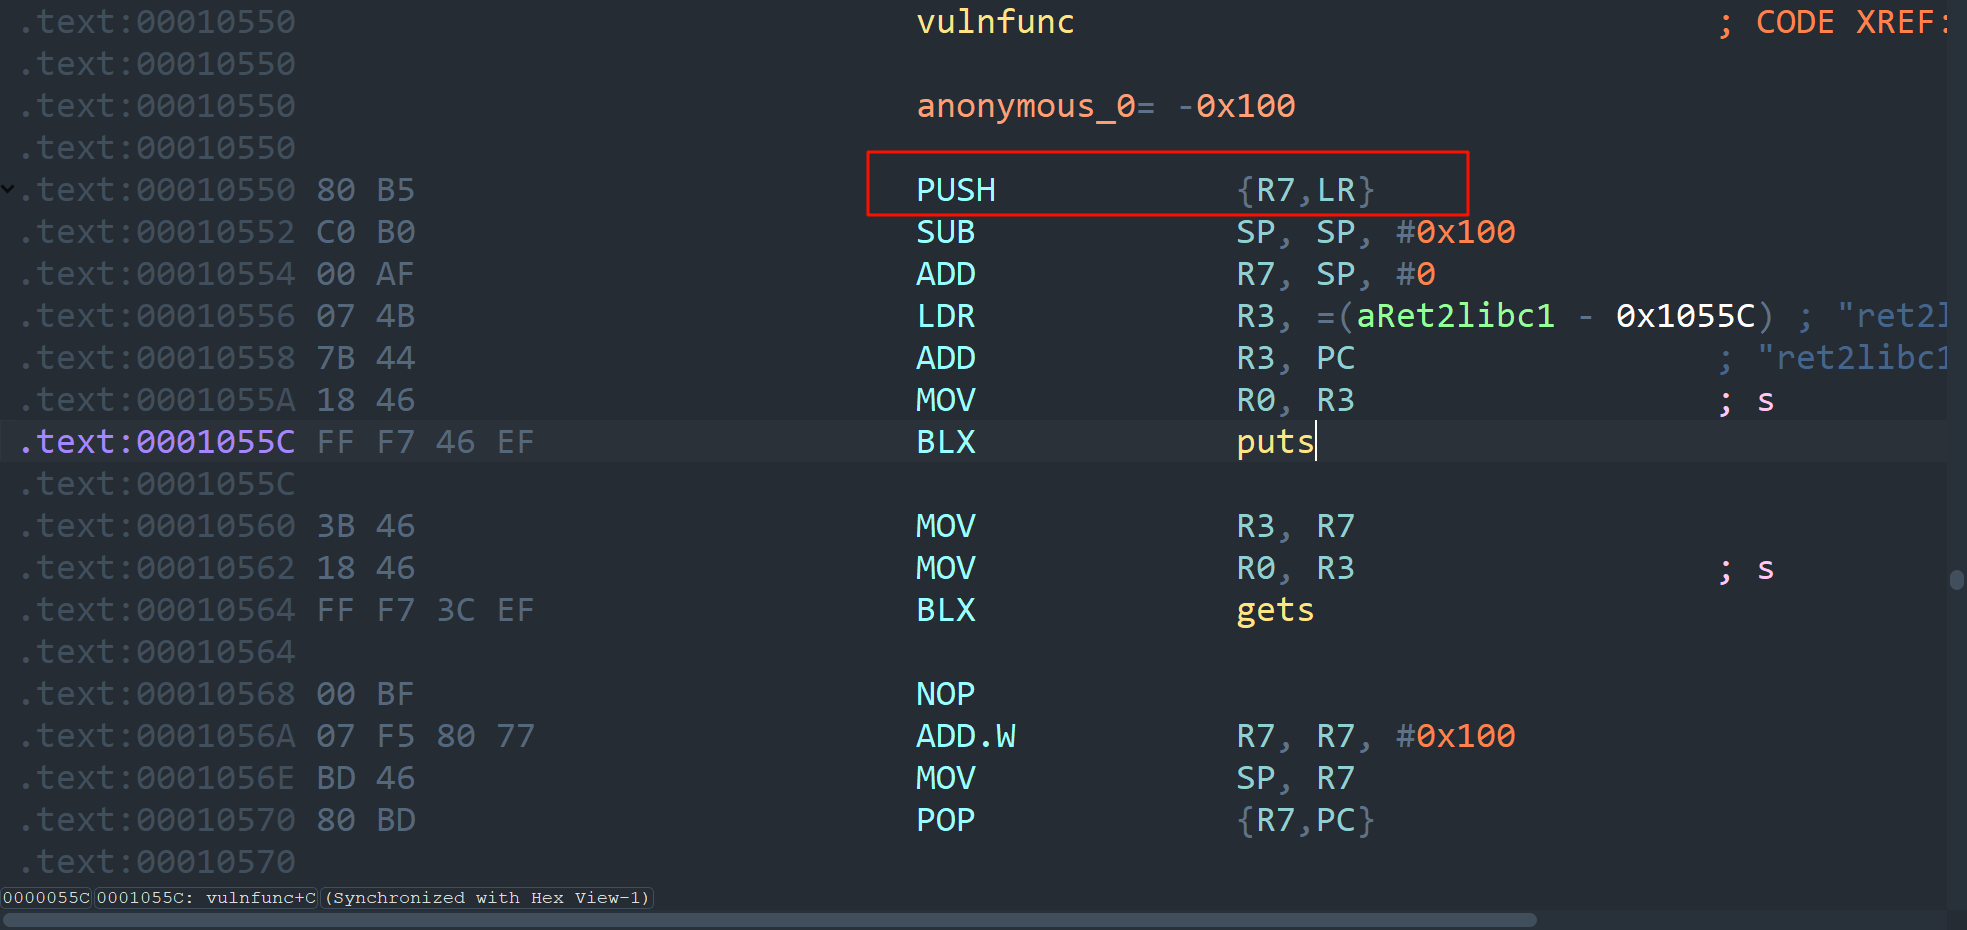 .text:00010550 vulnfunc ; CODE XREF:
.text:00010550
.text:00010550 anonymous_0= -0x100
.text:00010550
.text:00010550 80 B5 PUSH {R7,LR}
.text:00010552 C0 B0 SUB SP, SP, #0x100
.text:00010554 00 AF ADD R7, SP, #0
.text:00010556 07 4B LDR R3, =(aRet2libc1 - 0x1055C) ; "ret2l
.text:00010558 7B 44 ADD R3, PC ; "ret2libc1
.text:0001055A 18 46 MOV R0, R3 ; s
.text:0001055C FF F7 46 EF BLX puts
.text:0001055C
.text:00010560 3B 46 MOV R3, R7
.text:00010562 18 46 MOV R0, R3 ; s
.text:00010564 FF F7 3C EF BLX gets
.text:00010564
.text:00010568 00 BF NOP
.text:0001056A 07 F5 80 77 ADD.W R7, R7, #0x100
.text:0001056E BD 46 MOV SP, R7
.text:00010570 80 BD POP {R7,PC}
.text:00010570
0000055C 0001055C: vulnfunc+C (Synchronized with Hex View-1)